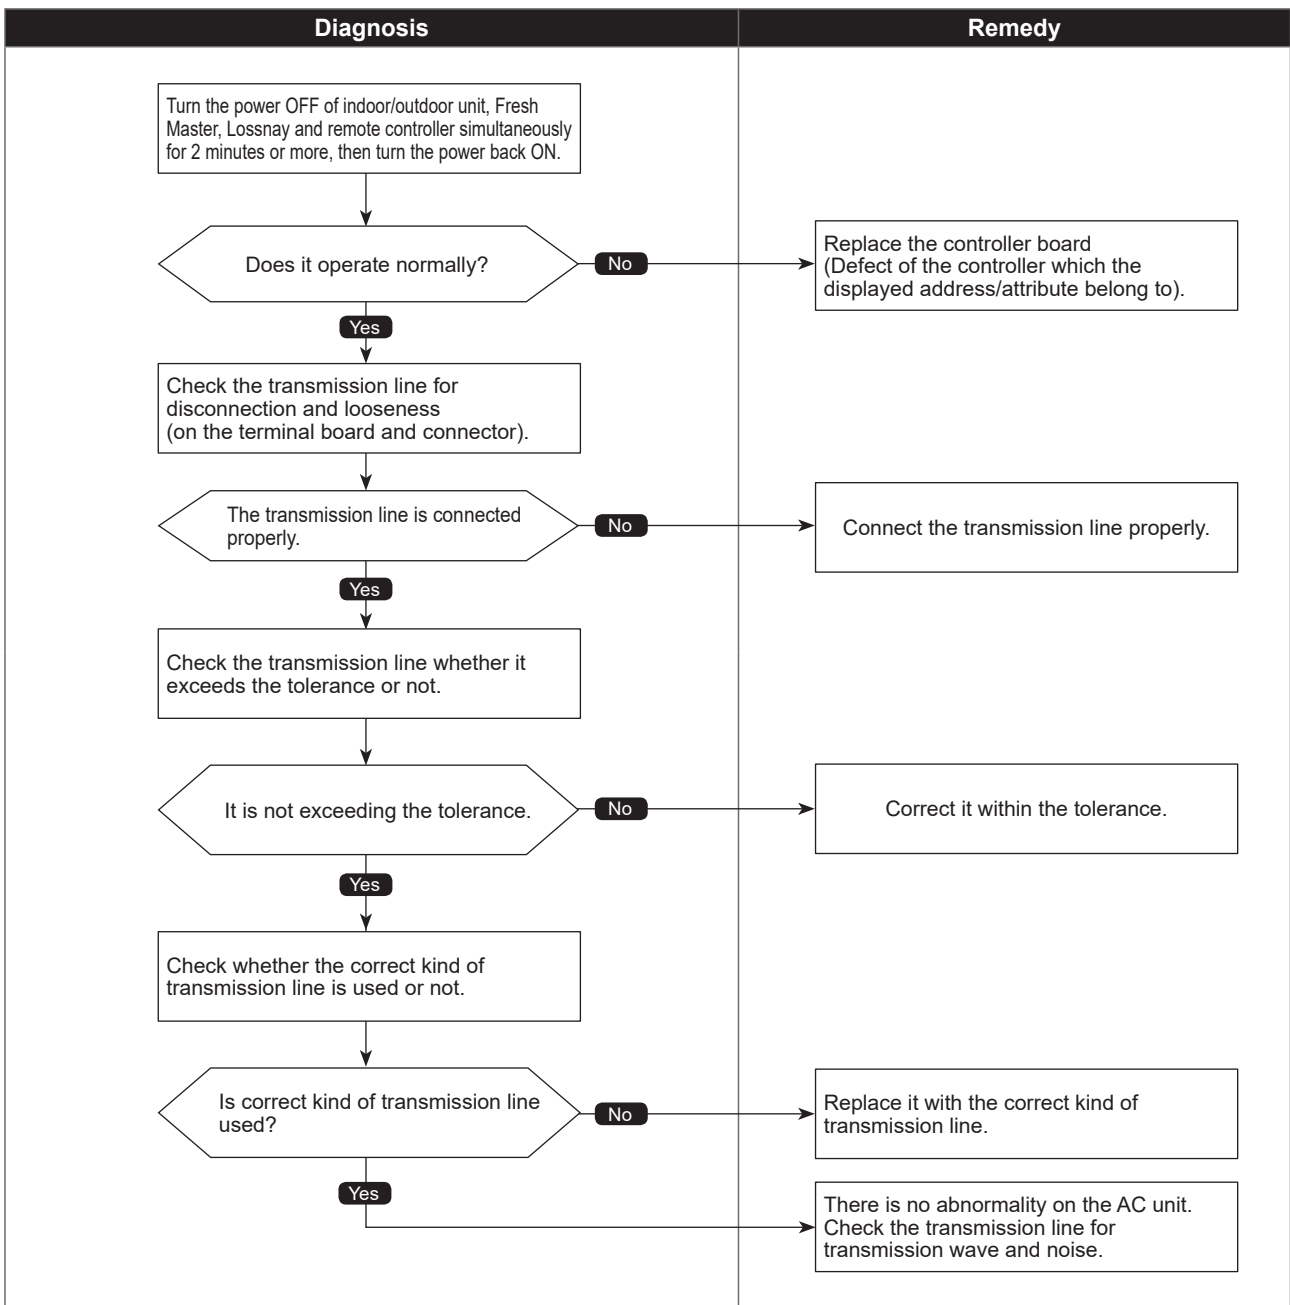 Diagnosis
Remedy
Turn the power OFF of indoor/outdoor unit, Fresh
Master, Lossnay and remote controller simultaneously
for 2 minutes or more, then turn the power back ON.
Does it operate normally?
No
Replace the controller board
(Defect of the controller which the
displayed address/attribute belong to).
Yes
Check the transmission line for
disconnection and looseness
(on the terminal board and connector).
The transmission line is connected
properly.
No
Connect the transmission line properly.
Yes
Check the transmission line whether it
exceeds the tolerance or not.
It is not exceeding the tolerance.
No
Correct it within the tolerance.
Yes
Check whether the correct kind of
transmission line is used or not.
Is correct kind of transmission line
used?
No
Replace it with the correct kind of
transmission line.
Yes
There is no abnormality on the AC unit.
Check the transmission line for
transmission wave and noise.